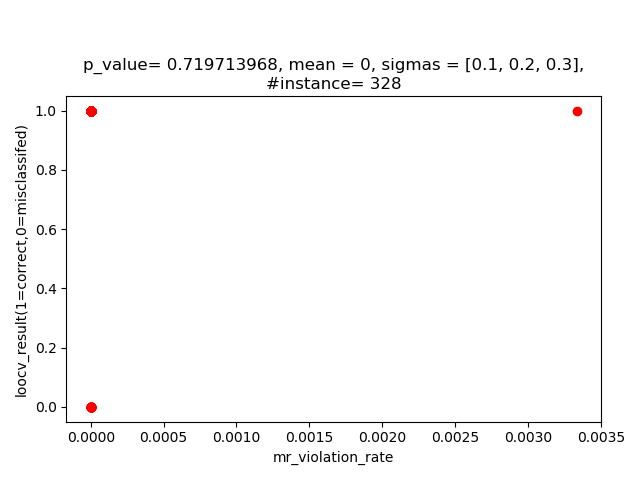 p_value= 0.719713968, mean = 0, sigmas = [0.1, 0.2, 0.3],
#instance= 328
loocv_result(1=correct,0=misclassifed)
1.0
0.8
0.6
0.4
0.2
0.0
0.0000 0.0005 0.0010 0.0015 0.0020 0.0025 0.0030 0.0035
mr_violation_rate